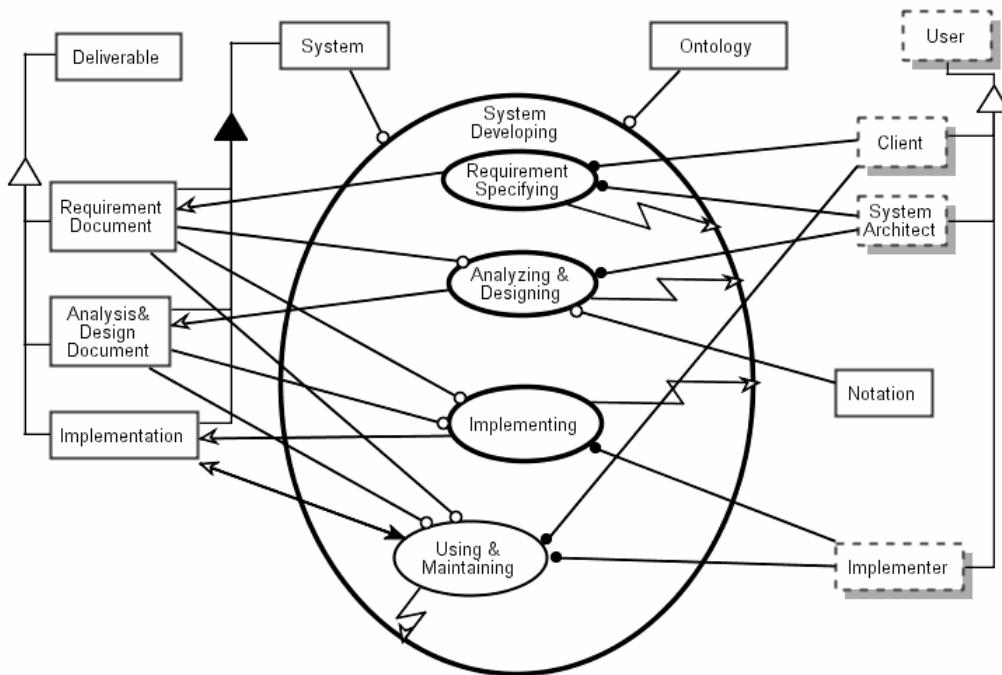 Deliverable
System
Ontology
User
System
Developing
Requirement
Specifying
Client
Requirement
Document
System
Architect
Analyzing &
Designing
Analysis&
Design
Document
Notation
Implementation
Implementing
Using &
Maintaining
Implementer